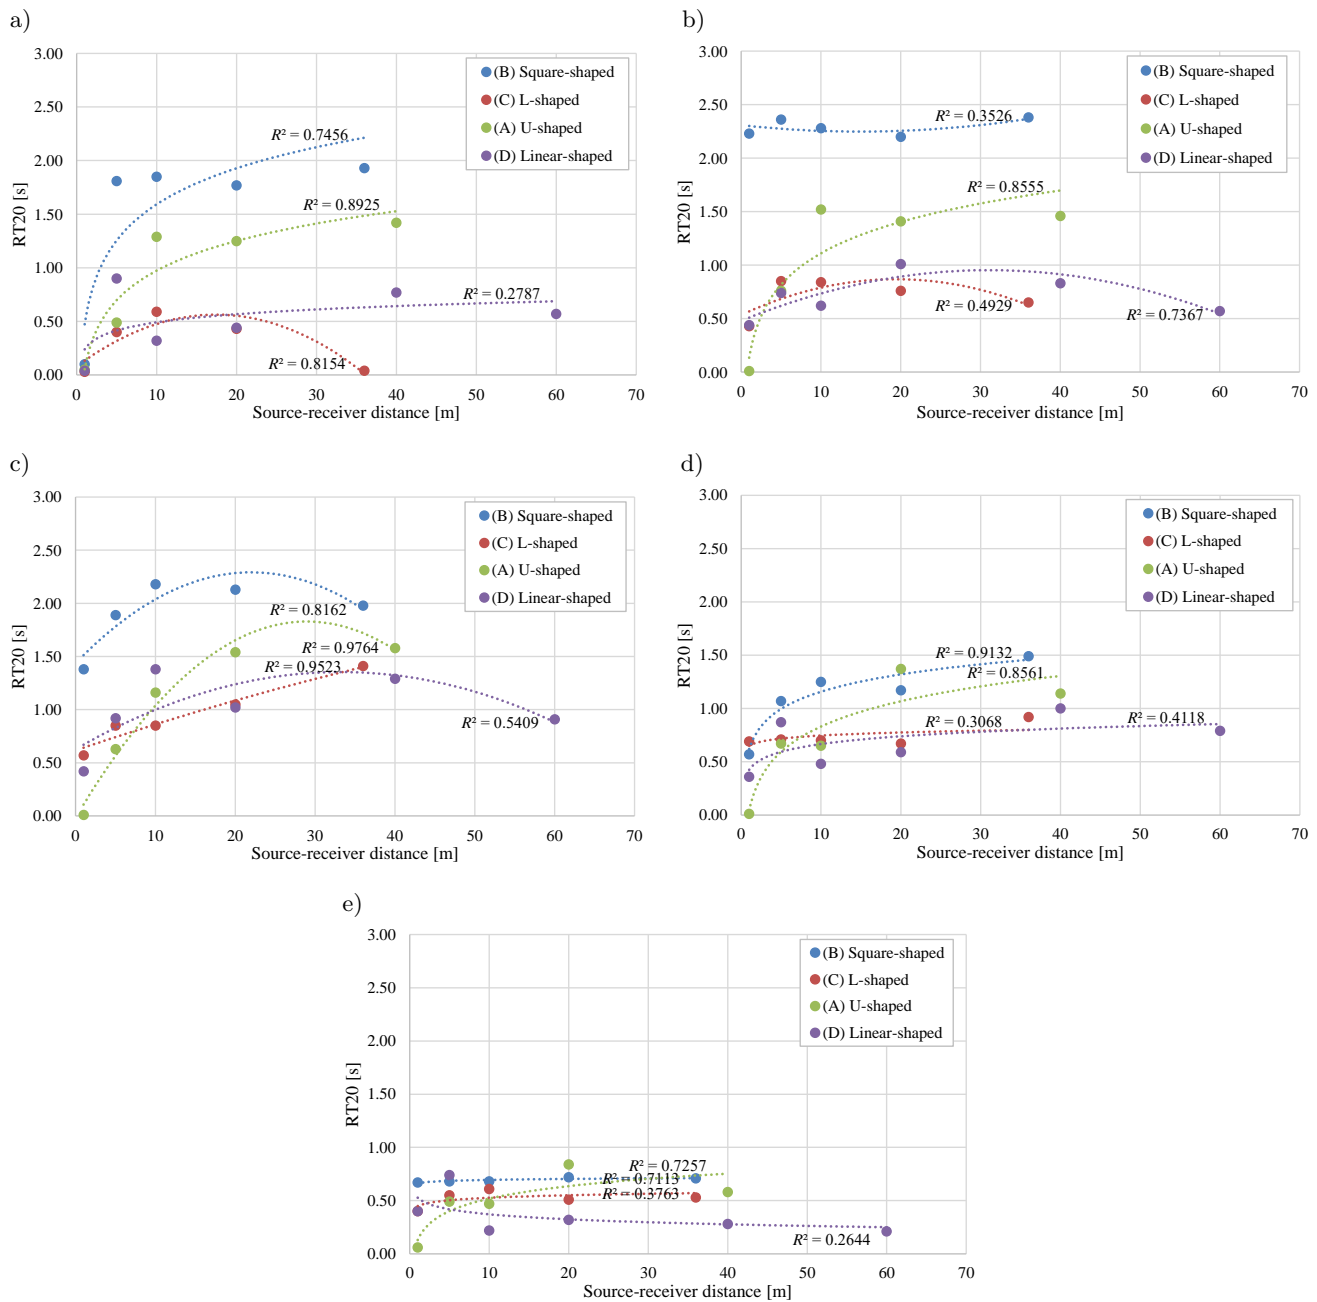 a)
3.00
2.50
2.00
1.50
1.00
0.50
0.00
RT20 [s]
0 10 20 30 40 50 60 70
Source-receiver distance [m]
(B) Square-shaped
(C) L-shaped
(A) U-shaped
(D) Linear-shaped
R² = 0.7456
R² = 0.8925
R² = 0.2787
R² = 0.8154
b)
3.00
2.50
2.00
1.50
1.00
0.50
0.00
RT20 [s]
0 10 20 30 40 50 60 70
Source-receiver distance [m]
(B) Square-shaped
(C) L-shaped
(A) U-shaped
(D) Linear-shaped
R² = 0.3526
R² = 0.8555
R² = 0.4929
R² = 0.7367
c)
3.00
2.50
2.00
1.50
1.00
0.50
0.00
RT20 [s]
0 10 20 30 40 50 60 70
Source-receiver distance [m]
(B) Square-shaped
(C) L-shaped
(A) U-shaped
(D) Linear-shaped
R² = 0.8162
R² = 0.9764
R² = 0.9523
R² = 0.5409
d)
3.00
2.50
2.00
1.50
1.00
0.50
0.00
RT20 [s]
0 10 20 30 40 50 60 70
Source-receiver distance [m]
(B) Square-shaped
(C) L-shaped
(A) U-shaped
(D) Linear-shaped
R² = 0.9132
R² = 0.8561
R² = 0.3068
R² = 0.4118
e)
3.00
2.50
2.00
1.50
1.00
0.50
0.00
RT20 [s]
0 10 20 30 40 50 60 70
Source-receiver distance [m]
(B) Square-shaped
(C) L-shaped
(A) U-shaped
(D) Linear-shaped
R² = 0.7257
R² = 0.7113
R² = 0.3763
R² = 0.2644